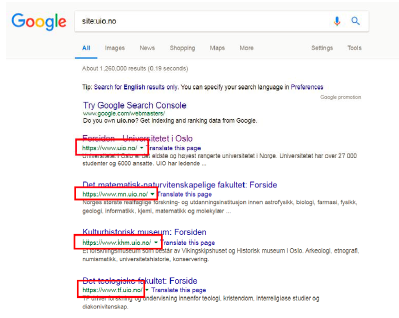 Google
site:uio.no
All Images News Shopping Maps More Settings Tools
About 1,260,000 results (0.19 seconds)
Tip: Search for English results only. You can specify your search language in Preferences
Google promotion
Try Google Search Console
www.google.com/webmasters/
Do you own uio.no? Get indexing and ranking data from Google.
Forsiden - Universitetet i Oslo
https://www.uio.no/ Translate this page
Universitetet i Oslo er det eldste og høyest rangerte universitetet i Norge. Universitetet har over 27 000
studenter og 6000 ansatte. UiO har ledende ...
Det matematisk-naturvitenskapelige fakultet: Forside
https://www.mn.uio.no/ Translate this page
Norges største realfaglige forskning- og utdanningsinstitusjon innen astrofysikk, biologi, farmasi, fysikk,
geologi, informatikk, kjemi, matematikk og molekylær ...
Kulturhistorisk museum: Forsiden
https://www.khm.uio.no/ Translate this page
Et forskningsmuseum som består av Vikingskipshuset og Historisk museum i Oslo. Arkeologi, etnografi,
numismatikk, universitetshistorie, konservering.
Det teologiske fakultet: Forside
https://www.tf.uio.no/ Translate this page
TF driver forskning og undervisning innenfor teologi, kristendom, interreligiøse studier og
diakonivitenskap.